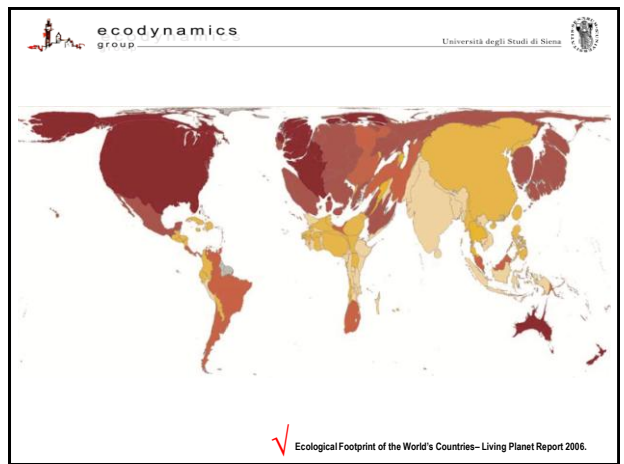 ecodynamics
group
Università degli Studi di Siena
√ Ecological Footprint of the World's Countries– Living Planet Report 2006.